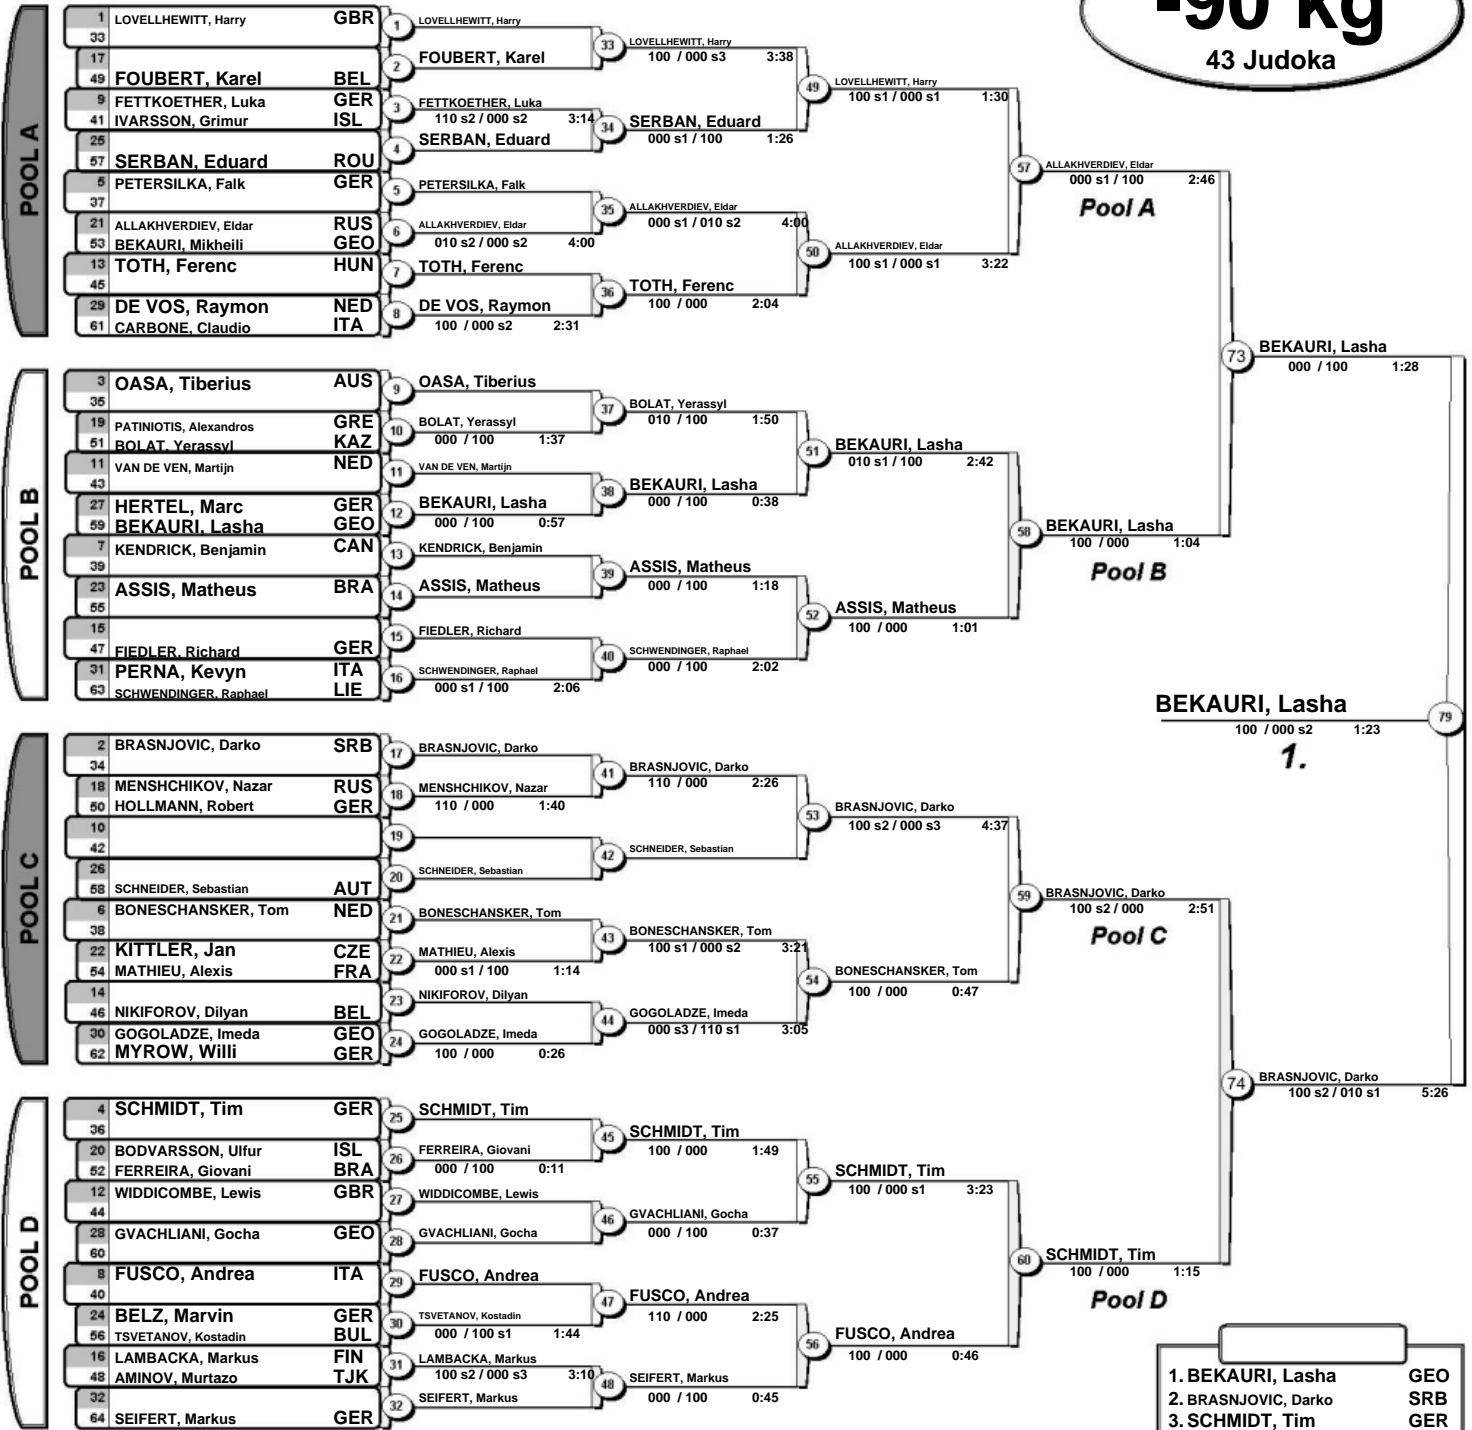 -90 kg
43 Judoka
POOL A
1 LOVELLHEWITT, Harry GBR
33
17
49 FOUBERT, Karel BEL
9 FETTKOETHER, Luka GER
41 IVARSSON, Grimur ISL
25
57 SERBAN, Eduard ROU
5 PETERSILKA, Falk GER
37
21 ALLAKHVERDIEV, Eldar RUS
53 BEKAURI, Mikheili GEO
13 TOTH, Ferenc HUN
45
29 DE VOS, Raymon NED
61 CARBONE, Claudio ITA
1 LOVELLHEWITT, Harry
2 FOUBERT, Karel
3 FETTKOETHER, Luka
110 s2 / 000 s2 3:14
4 SERBAN, Eduard
5 PETERSILKA, Falk
6 ALLAKHVERDIEV, Eldar
010 s2 / 000 s2 4:00
7 TOTH, Ferenc
8 DE VOS, Raymon
100 / 000 s2 2:31
33 LOVELLHEWITT, Harry
100 / 000 s3 3:38
34 SERBAN, Eduard
000 s1 / 100 1:26
35 ALLAKHVERDIEV, Eldar
000 s1 / 010 s2 4:00
36 TOTH, Ferenc
100 / 000 2:04
49 LOVELLHEWITT, Harry
100 s1 / 000 s1 1:30
50 ALLAKHVERDIEV, Eldar
100 s1 / 000 s1 3:22
57 ALLAKHVERDIEV, Eldar
000 s1 / 100 2:46
Pool A
POOL B
3 OASA, Tiberius AUS
35
19 PATINIOTIS, Alexandros GRE
51 BOLAT, Yerassyl KAZ
11 VAN DE VEN, Martijn NED
43
27 HERTEL, Marc GER
59 BEKAURI, Lasha GEO
7 KENDRICK, Benjamin CAN
39
23 ASSIS, Matheus BRA
55
15
47 FIEDLER, Richard GER
31 PERNA, Kevyn ITA
63 SCHWENDINGER, Raphael LIE
9 OASA, Tiberius
10 BOLAT, Yerassyl
000 / 100 1:37
11 VAN DE VEN, Martijn
12 BEKAURI, Lasha
000 / 100 0:57
13 KENDRICK, Benjamin
14 ASSIS, Matheus
15 FIEDLER, Richard
16 SCHWENDINGER, Raphael
000 s1 / 100 2:06
37 BOLAT, Yerassyl
010 / 100 1:50
38 BEKAURI, Lasha
000 / 100 0:38
39 ASSIS, Matheus
000 / 100 1:18
40 SCHWENDINGER, Raphael
000 / 100 2:02
51 BEKAURI, Lasha
010 s1 / 100 2:42
52 ASSIS, Matheus
100 / 000 1:01
58 BEKAURI, Lasha
100 / 000 1:04
Pool B
73 BEKAURI, Lasha
000 / 100 1:28
POOL C
2 BRASNJOVIC, Darko SRB
34
18 MENSHCHIKOV, Nazar RUS
50 HOLLMANN, Robert GER
10
42
26
58 SCHNEIDER, Sebastian AUT
6 BONESCHANSKER, Tom NED
38
22 KITTLER, Jan CZE
54 MATHIEU, Alexis FRA
14
46 NIKIFOROV, Dilyan BEL
30 GOGOLADZE, Imeda GEO
62 MYROW, Willi GER
17 BRASNJOVIC, Darko
18 MENSHCHIKOV, Nazar
110 / 000 1:40
19
20 SCHNEIDER, Sebastian
21 BONESCHANSKER, Tom
22 MATHIEU, Alexis
000 s1 / 100 1:14
23 NIKIFOROV, Dilyan
24 GOGOLADZE, Imeda
100 / 000 0:26
41 BRASNJOVIC, Darko
110 / 000 2:26
42 SCHNEIDER, Sebastian
43 BONESCHANSKER, Tom
100 s1 / 000 s2 3:21
44 GOGOLADZE, Imeda
000 s3 / 110 s1 3:05
53 BRASNJOVIC, Darko
100 s2 / 000 s3 4:37
54 BONESCHANSKER, Tom
100 / 000 0:47
59 BRASNJOVIC, Darko
100 s2 / 000 2:51
Pool C
BEKAURI, Lasha 79
100 / 000 s2 1:23
1.
POOL D
4 SCHMIDT, Tim GER
36
20 BODVARSSON, Ulfur ISL
52 FERREIRA, Giovani BRA
12 WIDDICOMBE, Lewis GBR
44
28 GVACHLIANI, Gocha GEO
60
8 FUSCO, Andrea ITA
40
24 BELZ, Marvin GER
56 TSVETANOV, Kostadin BUL
16 LAMBACKA, Markus FIN
48 AMINOV, Murtazo TJK
32
64 SEIFERT, Markus GER
25 SCHMIDT, Tim
26 FERREIRA, Giovani
000 / 100 0:11
27 WIDDICOMBE, Lewis
28 GVACHLIANI, Gocha
29 FUSCO, Andrea
30 TSVETANOV, Kostadin
000 / 100 s1 1:44
31 LAMBACKA, Markus
100 s2 / 000 s3 3:10
32 SEIFERT, Markus
45 SCHMIDT, Tim
100 / 000 1:49
46 GVACHLIANI, Gocha
000 / 100 0:37
47 FUSCO, Andrea
110 / 000 2:25
48 SEIFERT, Markus
000 / 100 0:45
55 SCHMIDT, Tim
100 / 000 s1 3:23
56 FUSCO, Andrea
100 / 000 0:46
60 SCHMIDT, Tim
100 / 000 1:15
Pool D
74 BRASNJOVIC, Darko
100 s2 / 010 s1 5:26
1. BEKAURI, Lasha GEO
2. BRASNJOVIC, Darko SRB
3. SCHMIDT, Tim GER